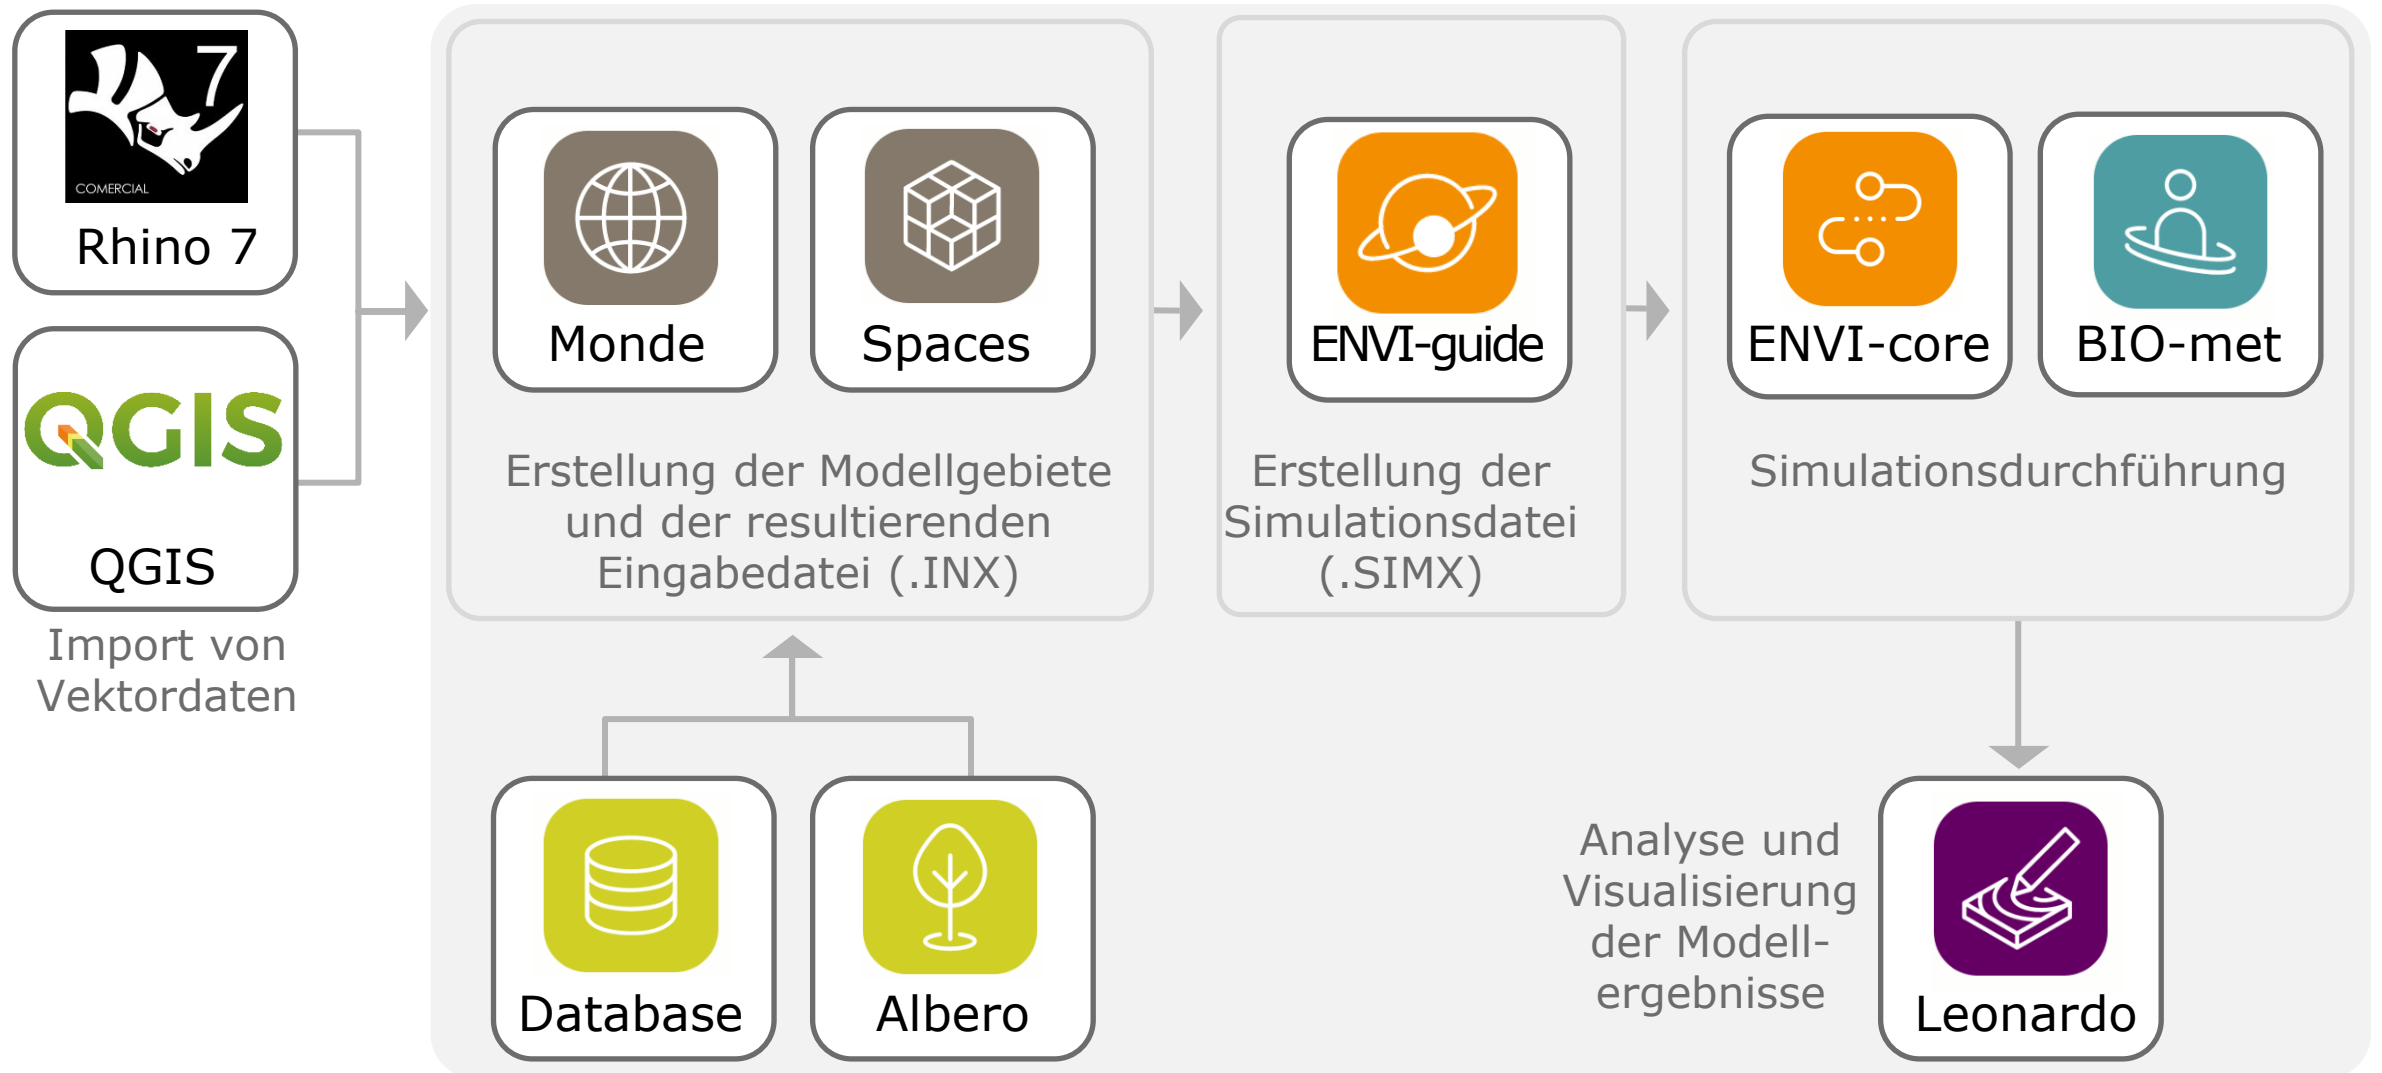 7
COMERCIAL
Rhino 7
QGIS
QGIS
Import von
Vektordaten
Monde
Spaces
Erstellung der Modellgebiete
und der resultierenden
Eingabedatei (.INX)
Database
Albero
ENVI-guide
Erstellung der
Simulationsdatei
(.SIMX)
ENVI-core
BIO-met
Simulationsdurchführung
Analyse und
Visualisierung
der Modell-
ergebnisse
Leonardo